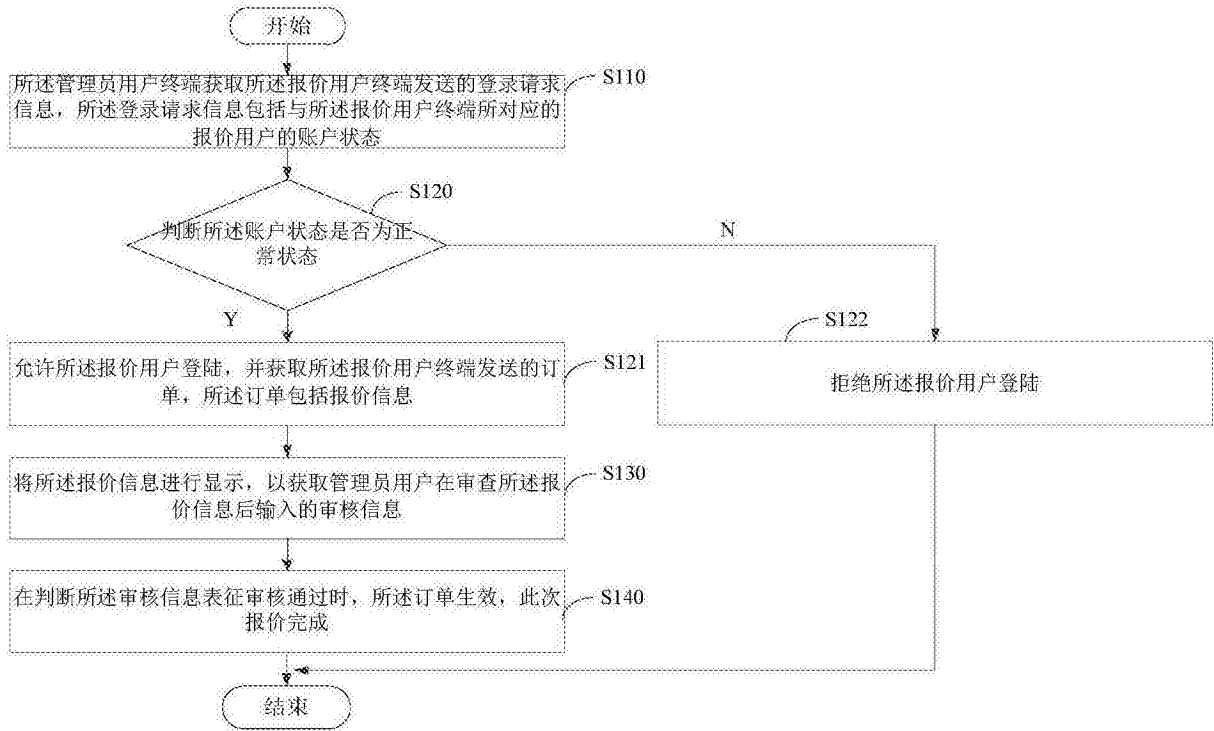 开始
所述管理员用户终端获取所述报价用户终端发送的登录请求
信息，所述登录请求信息包括与所述报价用户终端所对应的
报价用户的账户状态
S110
S120
判断所述账户状态是否为正
常状态
N
Y
S122
允许所述报价用户登陆，并获取所述报价用户终端发送的订
单，所述订单包括报价信息
S121
拒绝所述报价用户登陆
将所述报价信息进行显示，以获取管理员用户在审查所述报
价信息后输入的审核信息
S130
在判断所述审核信息表征审核通过时，所述订单生效，此次
报价完成
S140
结束